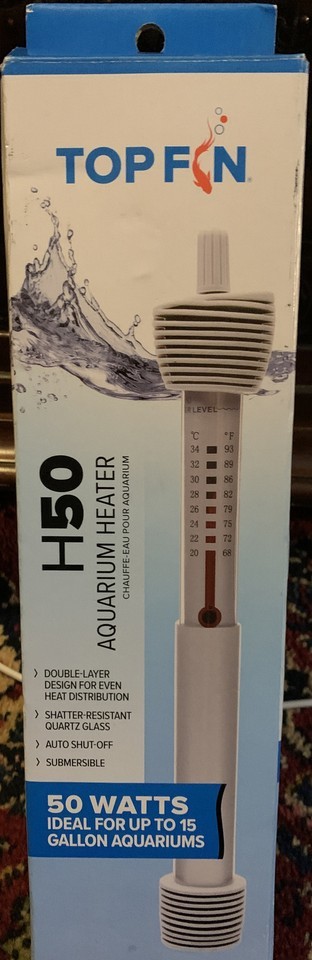 TOP FIN
ER LEVEL
°C °F
34 93
32 89
30 86
28 82
26 79
24 75
22 72
20 68
H50
AQUARIUM HEATER
CHAUFFE-EAU POUR AQUARIUM
DOUBLE-LAYER
DESIGN FOR EVEN
HEAT DISTRIBUTION
SHATTER-RESISTANT
QUARTZ GLASS
AUTO SHUT-OFF
SUBMERSIBLE
50 WATTS
IDEAL FOR UP TO 15
GALLON AQUARIUMS